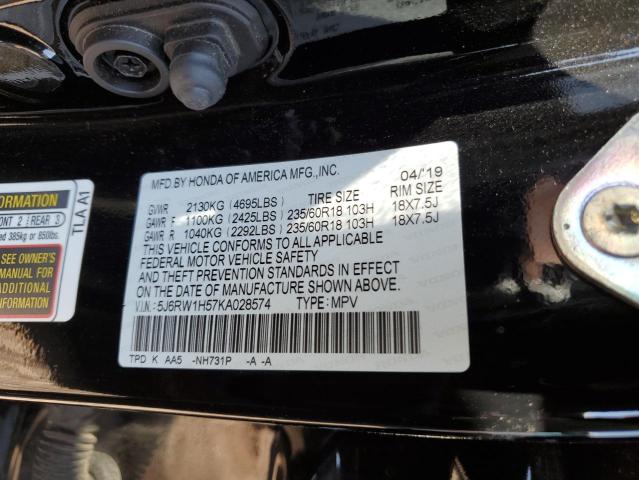 MFD.BY HONDA OF AMERICA MFG.,INC. 04/'19
GVWR 2130KG (4695LBS) TIRE SIZE RIM SIZE
GAWR F 1100KG (2425LBS) 235/60R18 103H 18X7.5J
GAWR R 1040KG (2292LBS) 235/60R18 103H 18X7.5J
THIS VEHICLE CONFORMS TO ALL APPLICABLE
FEDERAL MOTOR VEHICLE SAFETY
AND THEFT PREVENTION STANDARDS IN EFFECT
ON THE DATE OF MANUFACTURE SHOWN ABOVE.
V.I.N.: 5J6RW1H57KA028574 TYPE: MPV
TPD K AA5 -NH731P -A -A
FORMATION
ONT 2 REAR 3
ed 385kg or 850lbs.
SEE OWNER'S
MANUAL FOR
ADDITIONAL
INFORMATION
TLA A1